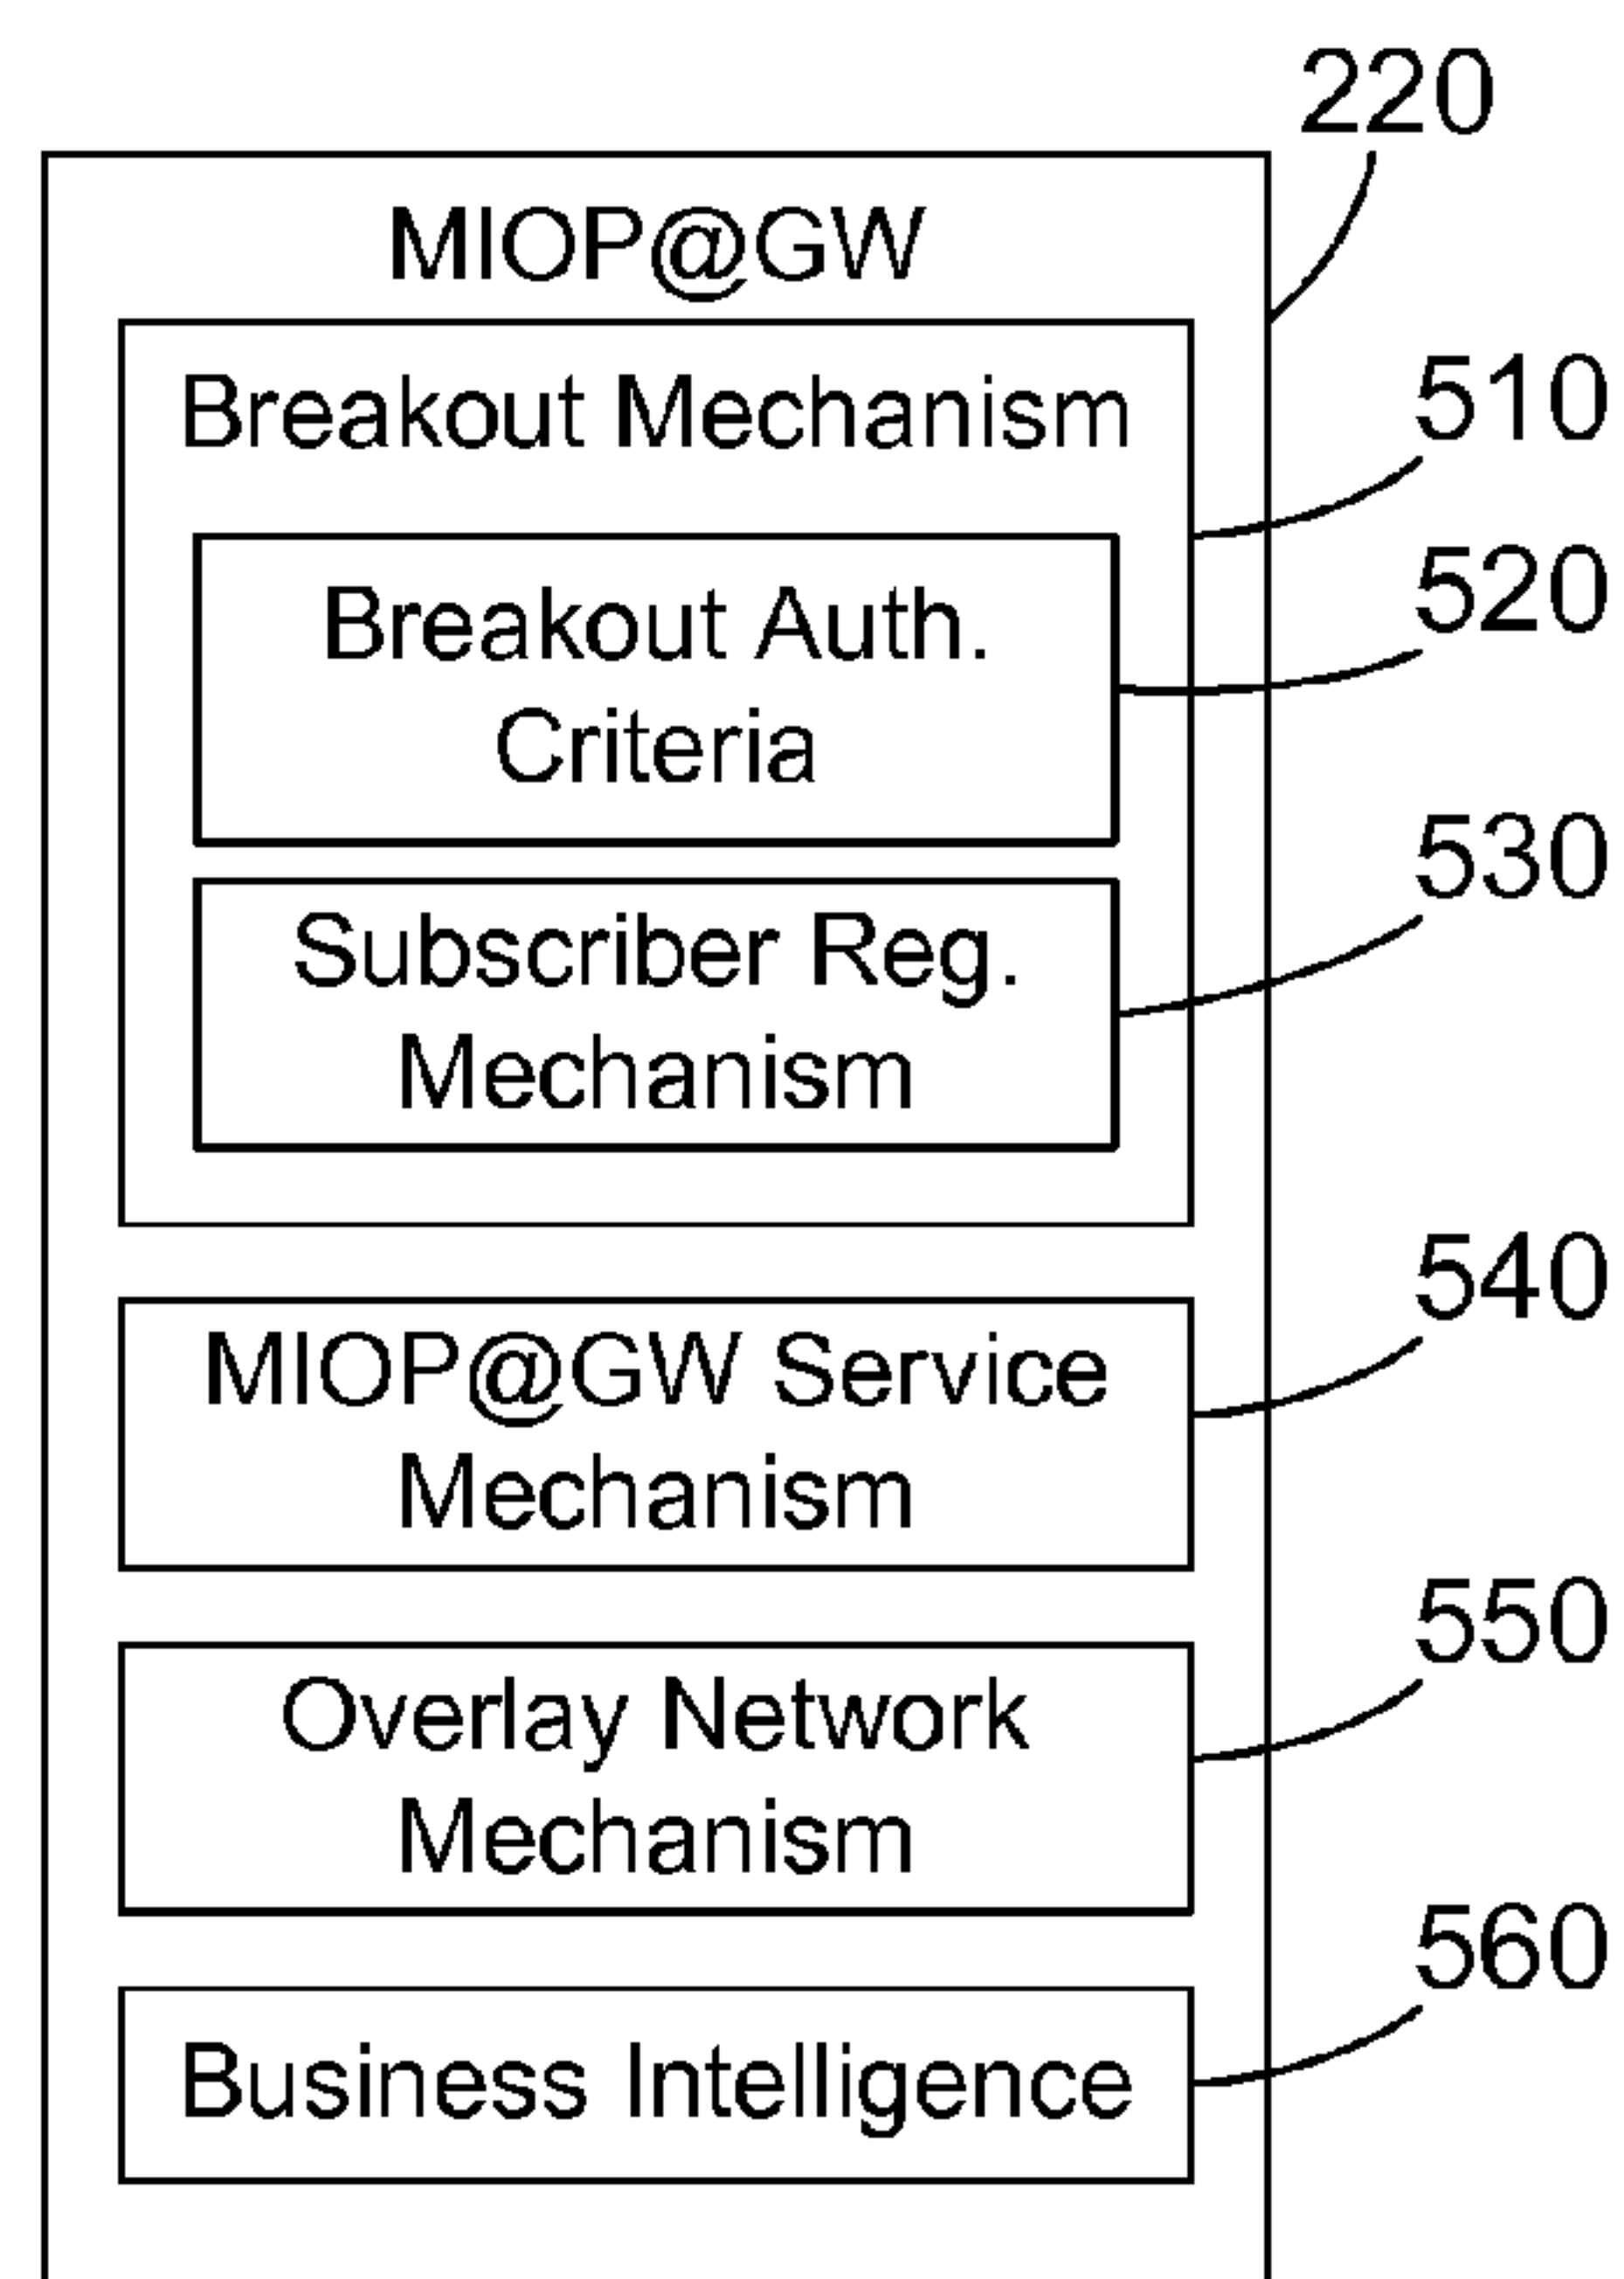 220
MIOP@GW
Breakout Mechanism
510
Breakout Auth.
Criteria
520
Subscriber Reg.
Mechanism
530
MIOP@GW Service
Mechanism
540
Overlay Network
Mechanism
550
Business Intelligence
560